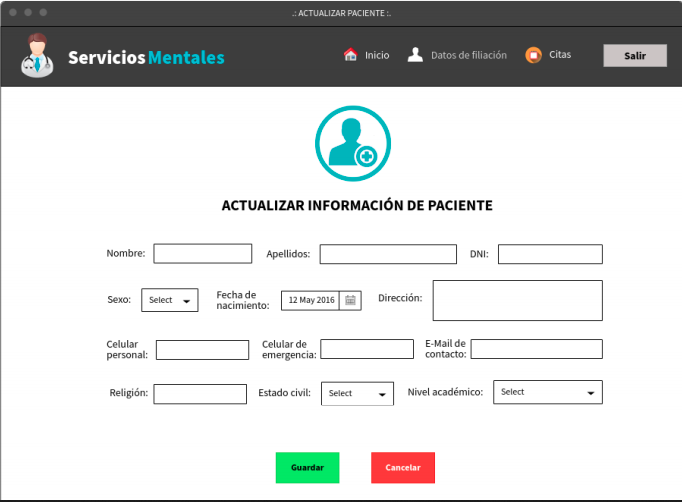 .: ACTUALIZAR PACIENTE :.
Servicios Mentales
Inicio
Datos de filiación
Citas
Salir
ACTUALIZAR INFORMACIÓN DE PACIENTE
Nombre:
Apellidos:
DNI:
Sexo:
Select
Fecha de
nacimiento:
12 May 2016
Dirección:
Celular
personal:
Celular de
emergencia:
E-Mail de
contacto:
Religión:
Estado civil:
Select
Nivel académico:
Select
Guardar
Cancelar